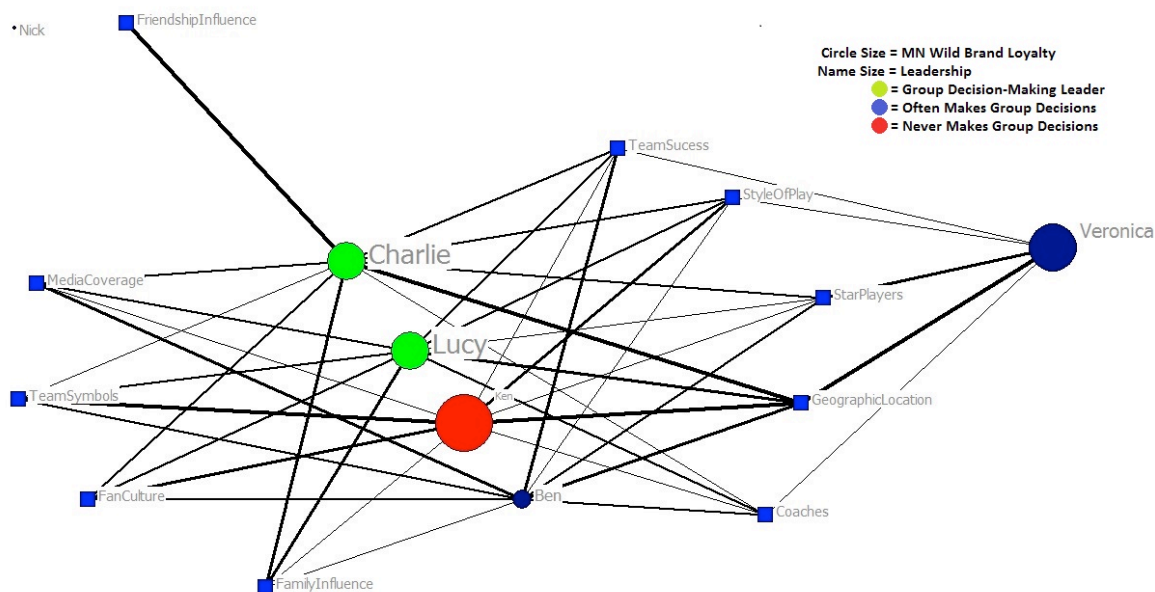 FriendshipInfluence
Nick
Circle Size = MN Wild Brand Loyalty
Name Size = Leadership
= Group Decision-Making Leader
= Often Makes Group Decisions
= Never Makes Group Decisions
TeamSucess
StyleOfPlay
Veronica
Charlie
MediaCoverage
StarPlayers
Lucy
TeamSymbols
Ken
GeographicLocation
FanCulture
Ben
Coaches
FamilyInfluence